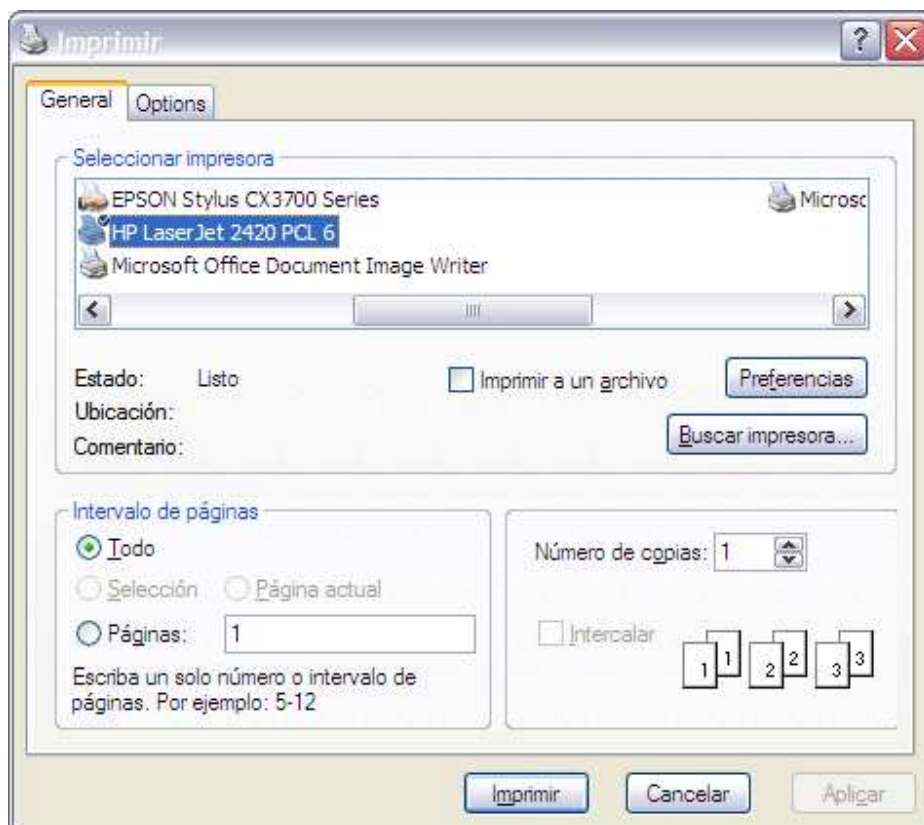 Imprimir
General Options
Seleccionar impresora
EPSON Stylus CX3700 Series Microsc
HP LaserJet 2420 PCL 6
Microsoft Office Document Image Writer
Estado: Listo Imprimir a un archivo Preferencias
Ubicación:
Comentario: Buscar impresora...
Intervalo de páginas
Todo
Número de copias: 1
Selección Página actual
Páginas: 1
Intercalar
1 1 2 2 3 3
Escriba un solo número o intervalo de
páginas. Por ejemplo: 5-12
Imprimir Cancelar Aplicar